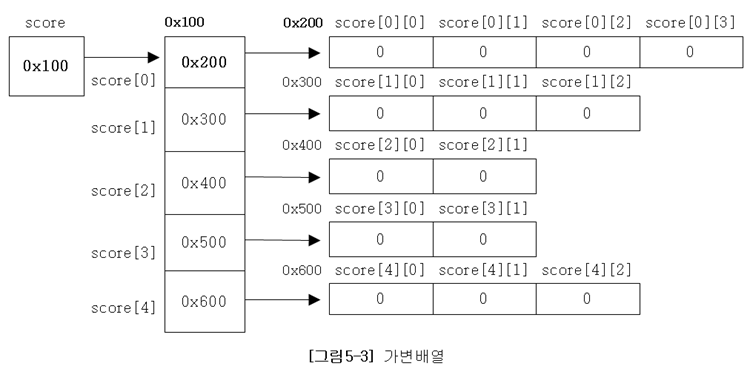 score 0x100 0x200 score[0][0] score[0][1] score[0][2] score[0][3]
0x100 0x200 0 0 0 0
score[0] 0x300 score[1][0] score[1][1] score[1][2]
score[1] 0x300 0 0 0
0x400 score[2][0] score[2][1]
score[2] 0x400 0 0
0x500 score[3][0] score[3][1]
score[3] 0x500 0 0
0x600 score[4][0] score[4][1] score[4][2]
score[4] 0x600 0 0 0
[그림5-3] 가변배열